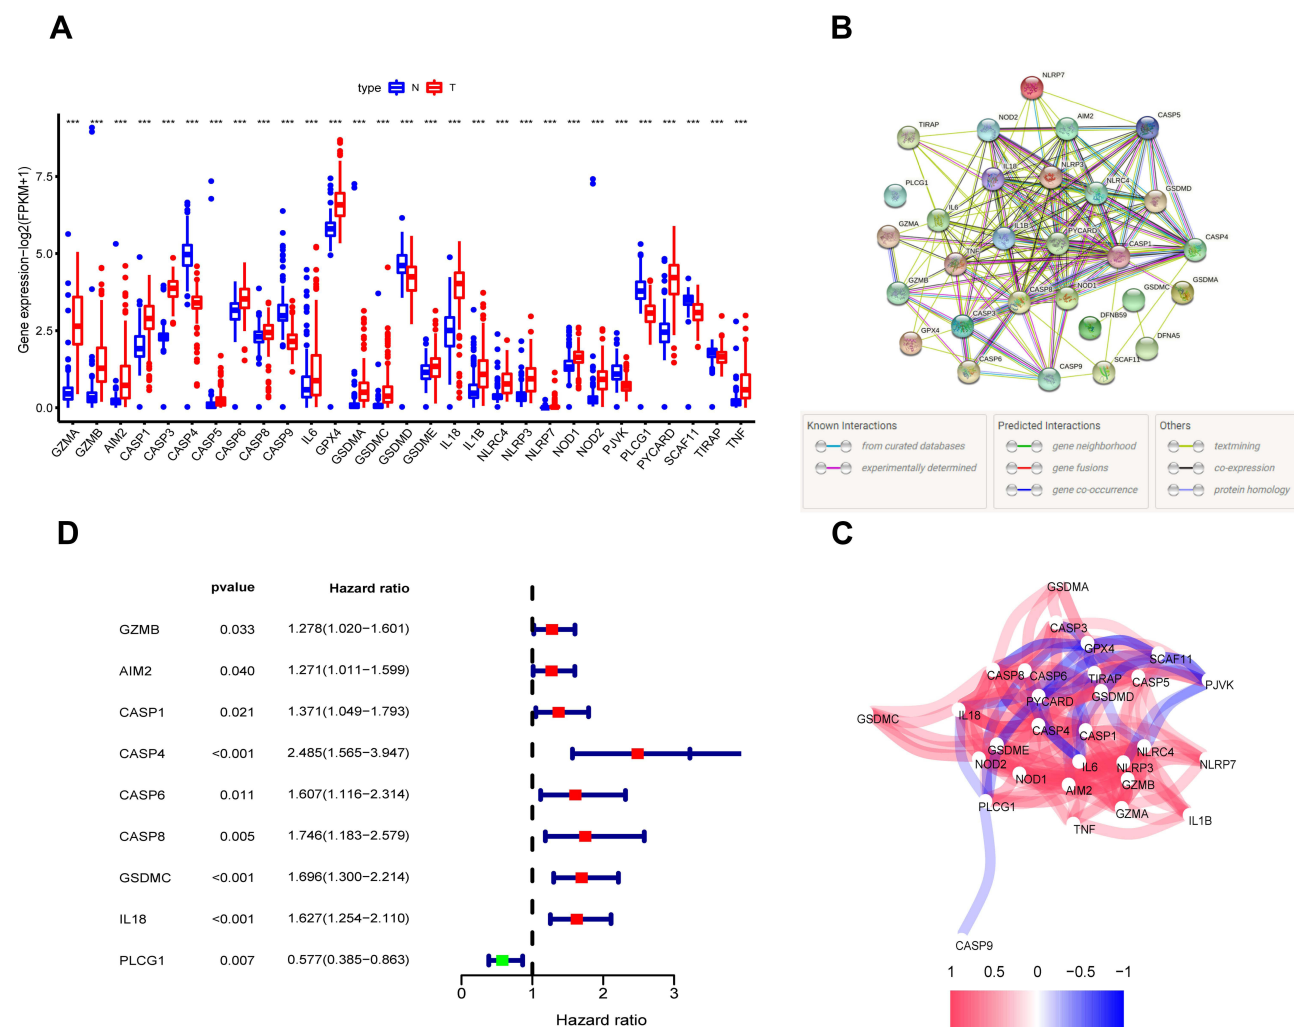 A
type N T
Gene expression−log2(FPKM+1)
7.5
5.0
2.5
0.0
*** *** *** *** *** *** *** *** *** *** *** *** *** *** *** *** *** *** *** *** *** *** *** *** *** *** *** ***
GZMA GZMB AIM2 CASP1 CASP3 CASP4 CASP5 CASP6 CASP8 CASP9 IL6 GPX4 GSDMA GSDMC GSDMD GSDME IL18 IL1B NLRC4 NLRP3 NLRP7 NOD1 NOD2 PJVK PLCG1 PYCARD SCAF11 TIRAP TNF
B
NLRP7
TIRAP
NOD2
AIM2
CASP5
IL18
NLRP3
PLCG1
NLRC4
GSDMD
IL6
GZMA
IL1B
PYCARD
CASP4
TNF
CASP1
GZMB
CASP8
NOD1
GSDMC
GSDMA
CASP3
DFNB59
GPX4
DFNA5
CASP6
CASP9
SCAF11
Known Interactions
from curated databases
experimentally determined
Predicted Interactions
gene neighborhood
gene fusions
gene co-occurrence
Others
textmining
co-expression
protein homology
D
pvalue Hazard ratio
GZMB 0.033 1.278(1.020−1.601)
AIM2 0.040 1.271(1.011−1.599)
CASP1 0.021 1.371(1.049−1.793)
CASP4 <0.001 2.485(1.565−3.947)
CASP6 0.011 1.607(1.116−2.314)
CASP8 0.005 1.746(1.183−2.579)
GSDMC <0.001 1.696(1.300−2.214)
IL18 <0.001 1.627(1.254−2.110)
PLCG1 0.007 0.577(0.385−0.863)
0 1 2 3
Hazard ratio
C
GSDMA
CASP3
GPX4
SCAF11
CASP8
CASP6
TIRAP
CASP5
PJVK
GSDMD
PYCARD
IL18
GSDMC
CASP4
CASP1
GSDME
NLRC4
NOD2
IL6
NLRP3
NLRP7
NOD1
GZMB
AIM2
PLCG1
GZMA
IL1B
TNF
CASP9
1 0.5 0 −0.5 −1